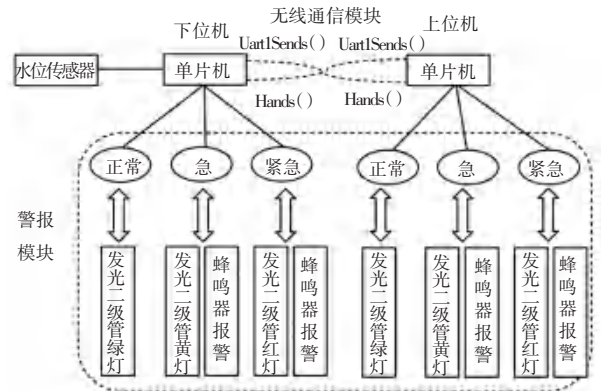 无线通信模块
下位机
上位机
Uart1Sends()
Uart1Sends()
水位传感器
单片机
单片机
Hands()
Hands()
正常
急
紧急
正常
急
紧急
警报
模块
发光二级管绿灯
发光二级管黄灯
蜂鸣器报警
发光二级管红灯
蜂鸣器报警
发光二级管绿灯
发光二级管黄灯
蜂鸣器报警
发光二级管红灯
蜂鸣器报警